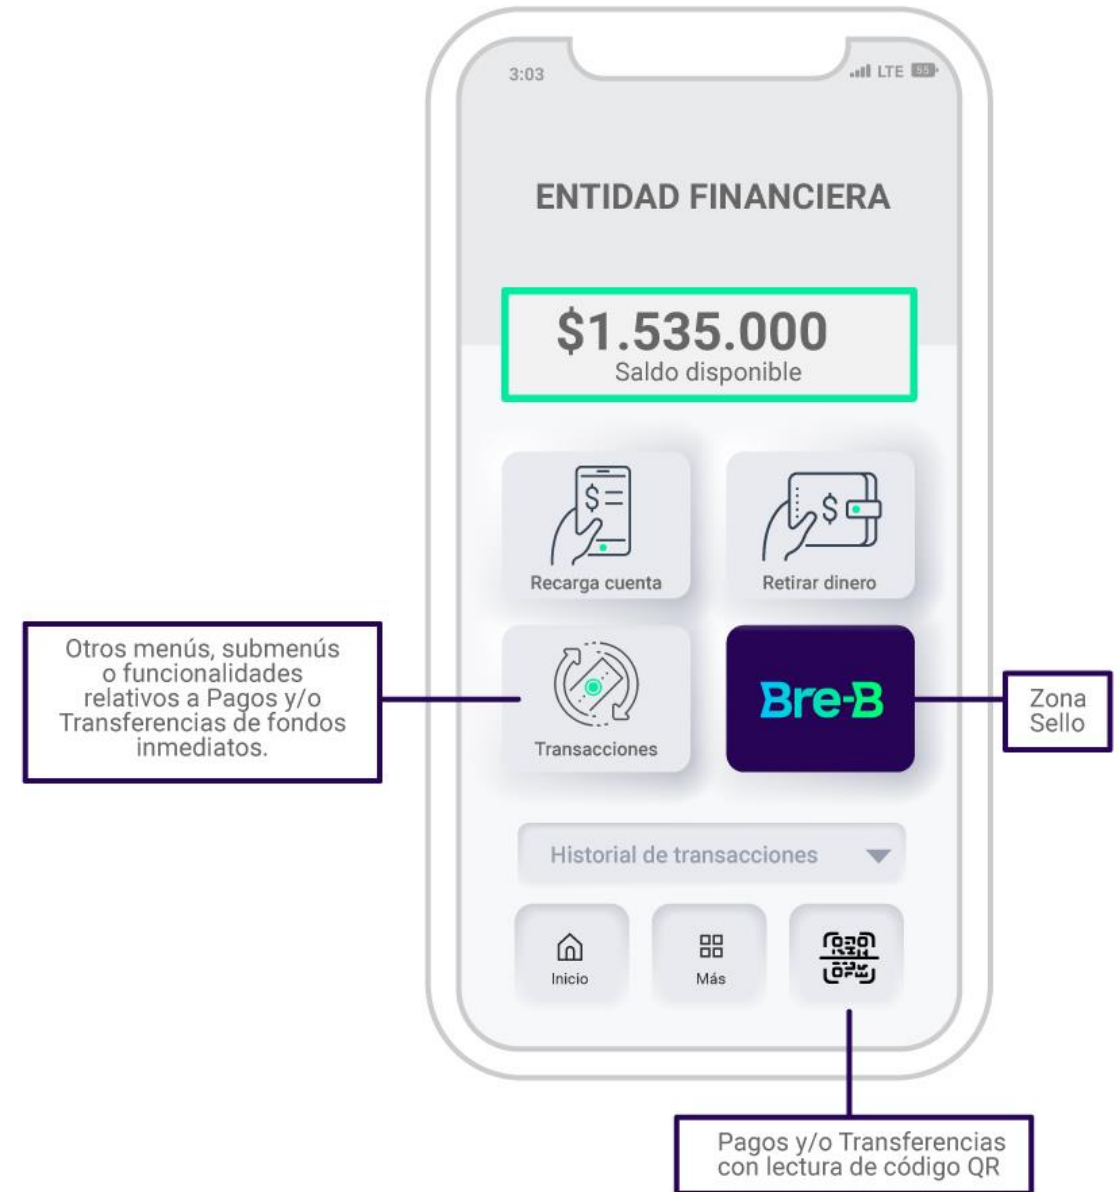 3:03
LTE 55
ENTIDAD FINANCIERA
$1.535.000
Saldo disponible
$
Recarga cuenta
$
Retirar dinero
Otros menús, submenús
o funcionalidades
relativos a Pagos y/o
Transferencias de fondos
inmediatos.
Transacciones
Bre-B
Zona
Sello
Historial de transacciones
Inicio
Más
Pagos y/o Transferencias
con lectura de código QR